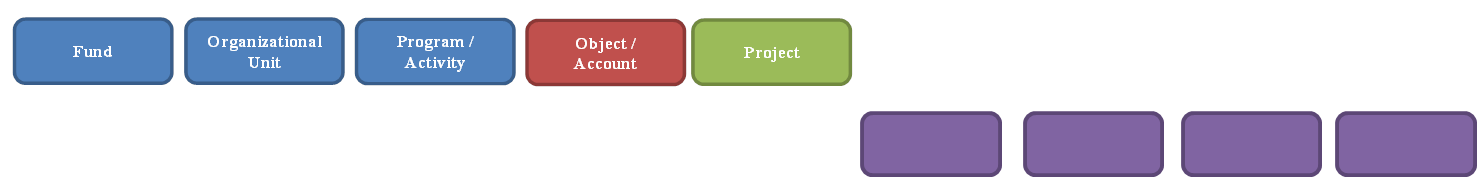 Fund
Organizational
Unit
Program /
Activity
Object /
Account
Project